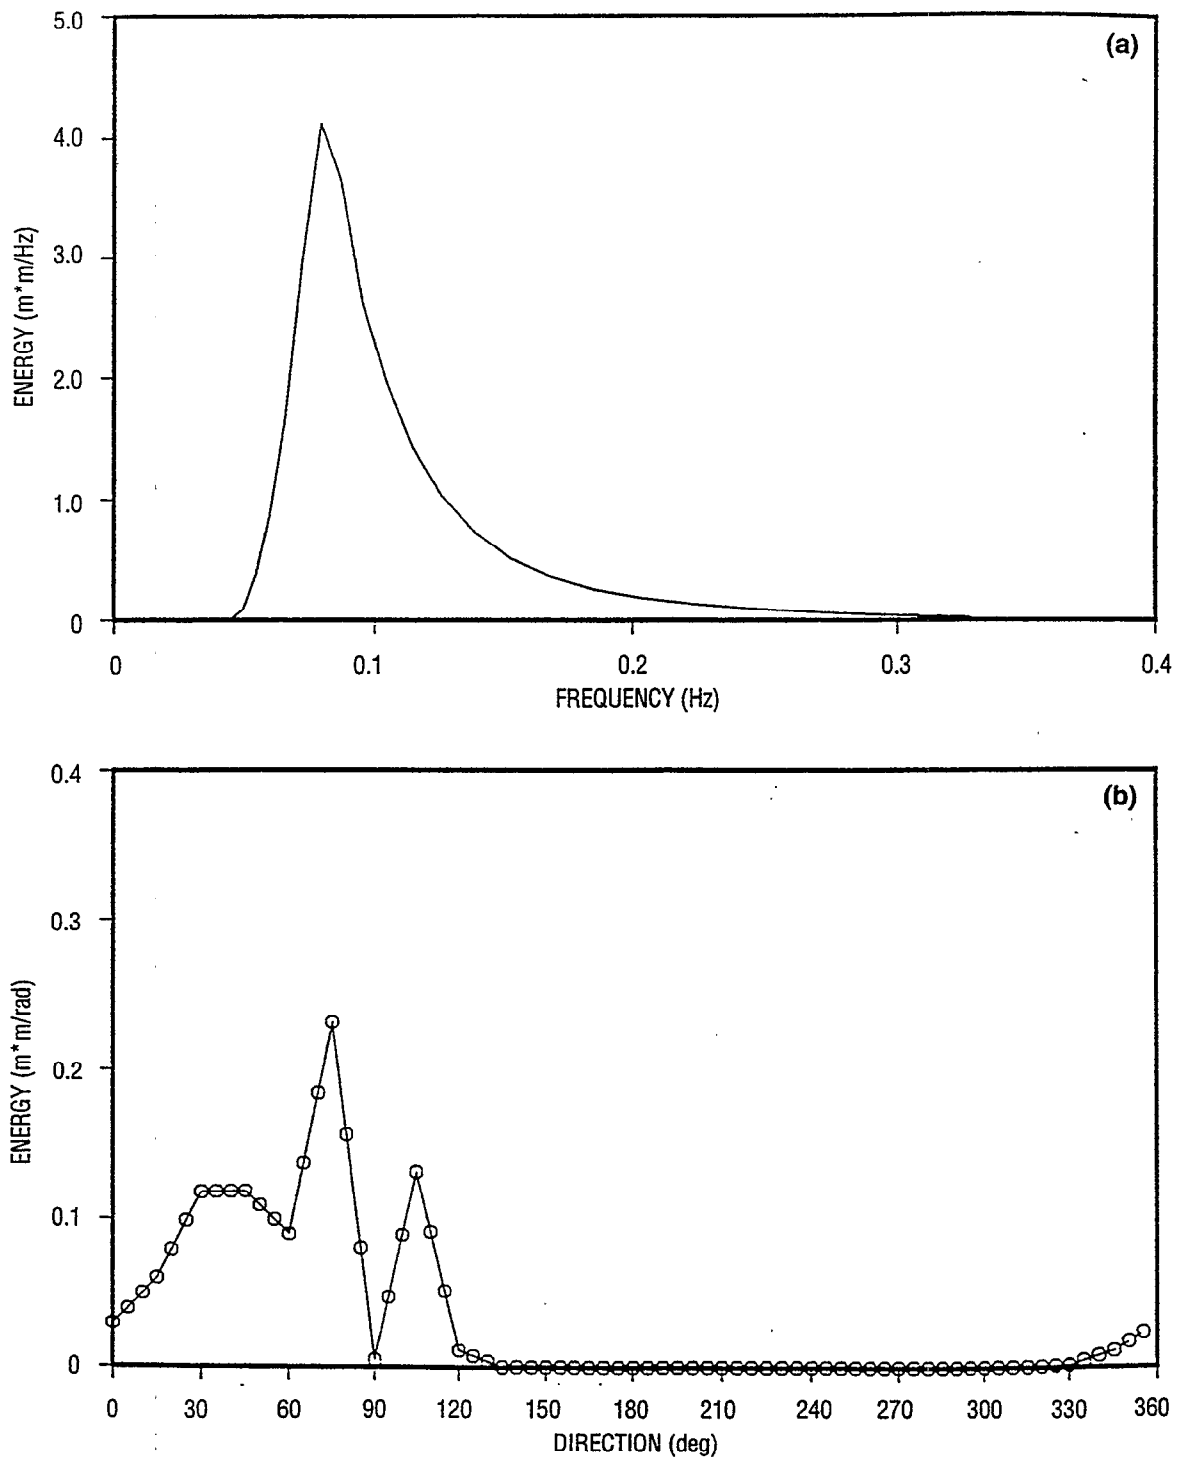 (a)
5.0
4.0
3.0
2.0
1.0
0
ENERGY (m*m/Hz)
0 0.1 0.2 0.3 0.4
FREQUENCY (Hz)
(b)
0.4
0.3
0.2
0.1
0
ENERGY (m*m/rad)
0 30 60 90 120 150 180 210 240 270 300 330 360
DIRECTION (deg)